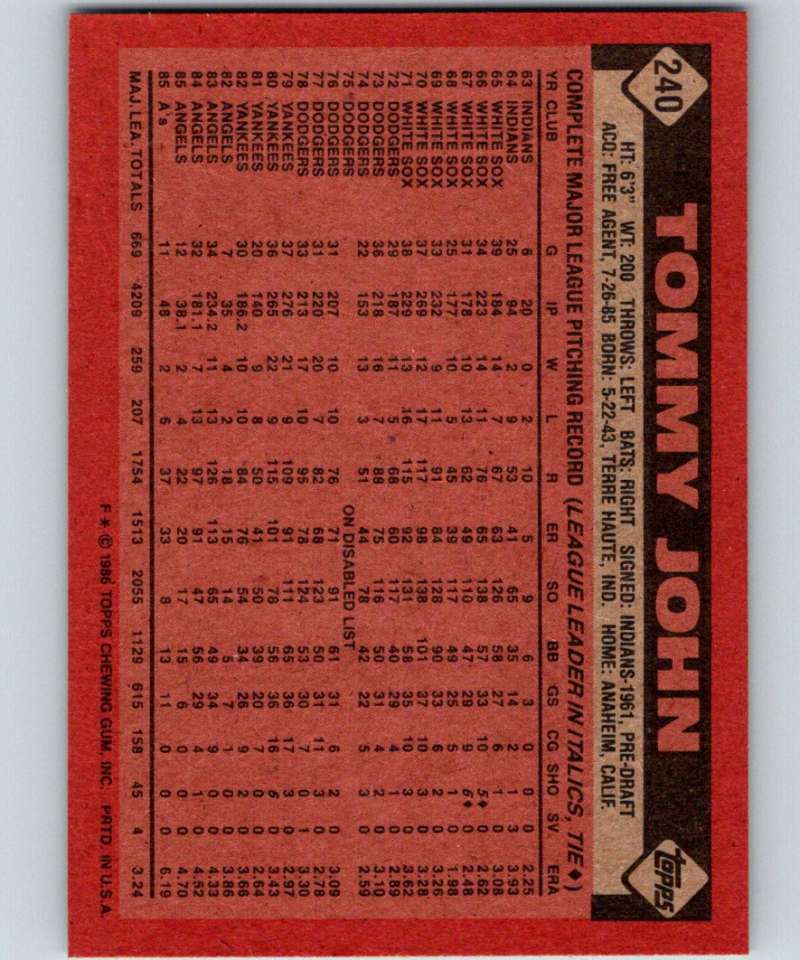 240
TOMMY JOHN
topps
HT: 6'3" WT: 200 THROWS: LEFT BATS: RIGHT SIGNED: INDIANS-1961, PRE-DRAFT
ACQ: FREE AGENT, 7-26-85 BORN: 5-22-43, TERRE HAUTE, IND. HOME: ANAHEIM, CALIF.
COMPLETE MAJOR LEAGUE PITCHING RECORD (LEAGUE LEADER IN ITALICS, TIE♦)
YR CLUB G IP W L R ER SO BB GS CG SHO SV ERA
63 INDIANS 6 20 0 2 10 5 9 6 3 0 0 0 2.25
64 INDIANS 25 94 2 9 53 41 65 35 14 2 1 0 3.93
65 WHITE SOX 39 184 14 7 67 63 126 58 27 6 1 3 3.08
66 WHITE SOX 34 223 14 11 76 65 138 57 33 10 5♦ 0 2.62
67 WHITE SOX 31 178 10 13 62 49 110 47 29 9 6♦ 0 2.48
68 WHITE SOX 25 177 10 5 45 39 117 49 25 5 1 0 1.98
69 WHITE SOX 33 232 9 11 91 84 128 90 33 6 2 0 3.26
70 WHITE SOX 37 269 12 17 117 98 138 101 37 10 3 0 3.28
71 WHITE SOX 38 229 13 16 115 92 131 58 35 10 3 0 3.62
72 DODGERS 29 187 11 5 68 60 117 40 29 4 1 0 2.89
73 DODGERS 36 218 16 7 88 75 116 50 31 4 2 0 3.10
74 DODGERS 22 153 13 3 51 44 78 42 22 5 3 0 2.59
75 "DODGERS ON DISABLED LIST
76 DODGERS 31 207 10 10 76 71 91 61 31 6 2 0 3.09
77 DODGERS 31 220 20 7 82 68 123 50 31 11 3 0 2.78
78 DODGERS 33 213 17 10 95 78 124 53 30 7 0 1 3.30
79 YANKEES 37 276 21 9 109 91 111 65 36 17 3 0 2.97
80 YANKEES 36 265 22 9 115 101 78 56 36 16 6 0 3.43
81 YANKEES 20 140 9 8 50 41 50 39 20 7 0 0 2.64
82 YANKEES 30 186.2 10 10 84 76 54 34 26 9 2 0 3.66
82 ANGELS 7 35 4 2 18 15 14 5 7 1 0 0 3.86
83 ANGELS 34 234.2 11 13 126 113 65 49 34 9 0 0 4.33
84 ANGELS 32 181.1 7 13 97 91 47 56 29 4 1 0 4.52
85 ANGELS 12 38.1 2 4 22 20 17 15 6 0 0 0 4.70
85 A's 11 48 2 6 37 33 8 13 11 0 0 0 6.19
MAJ. LEA. TOTALS 669 4209 259 207 1754 1513 2055 1129 615 158 45 4 3.24
F * © 1986 TOPPS CHEWING GUM, INC. PRTD. IN U.S.A.